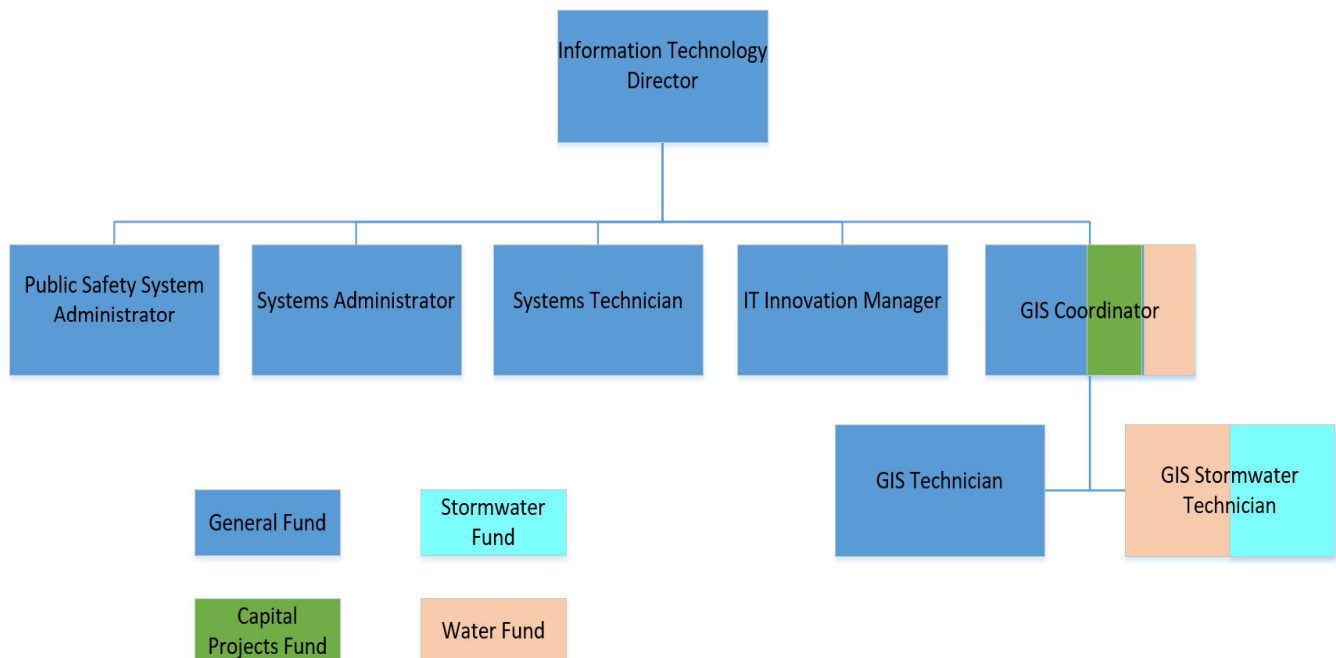 Information Technology
Director
Public Safety System
Administrator
Systems Administrator
Systems Technician
IT Innovation Manager
GIS Coordinator
GIS Technician
GIS Stormwater
Technician
General Fund
Stormwater
Fund
Capital
Projects Fund
Water Fund